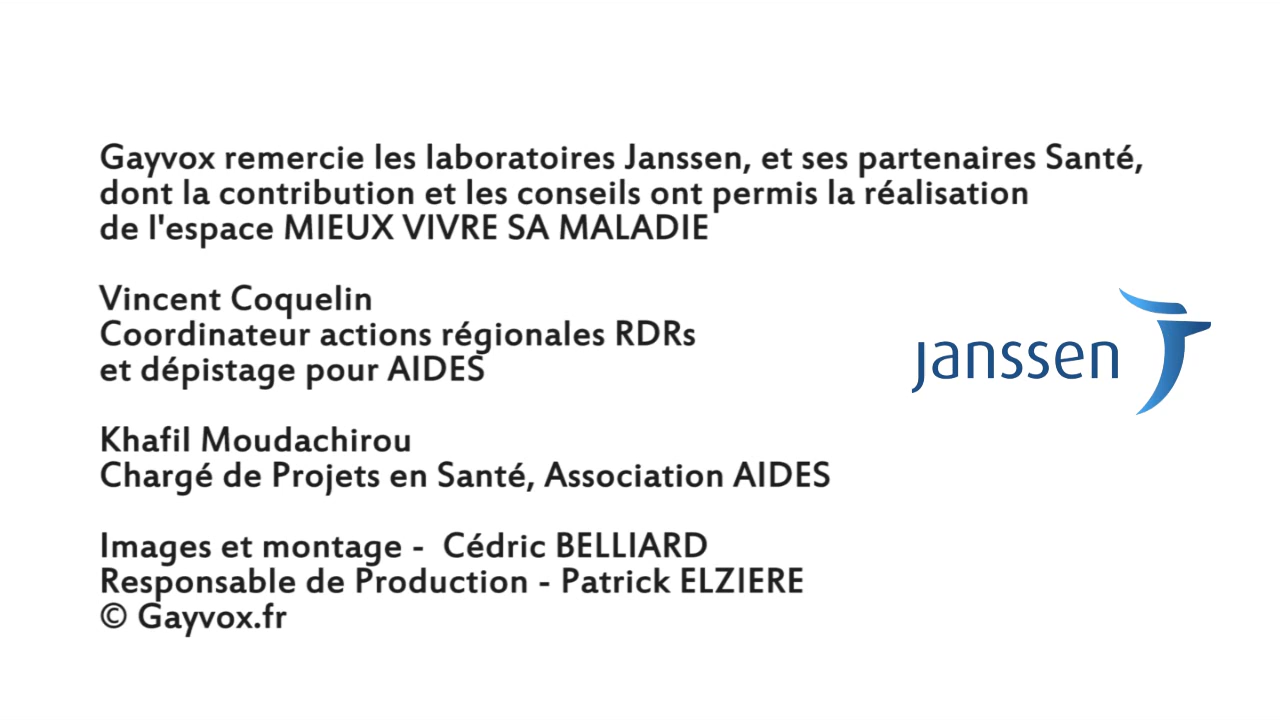 Gayvox remercie les laboratoires Janssen, et ses partenaires Santé,
dont la contribution et les conseils ont permis la réalisation
de l'espace MIEUX VIVRE SA MALADIE
Vincent Coquelin
Coordinateur actions régionales RDRs
et dépistage pour AIDES
janssen
Khafil Moudachirou
Chargé de Projets en Santé, Association AIDES
Images et montage -  Cédric BELLIARD
Responsable de Production - Patrick ELZIERE
© Gayvox.fr